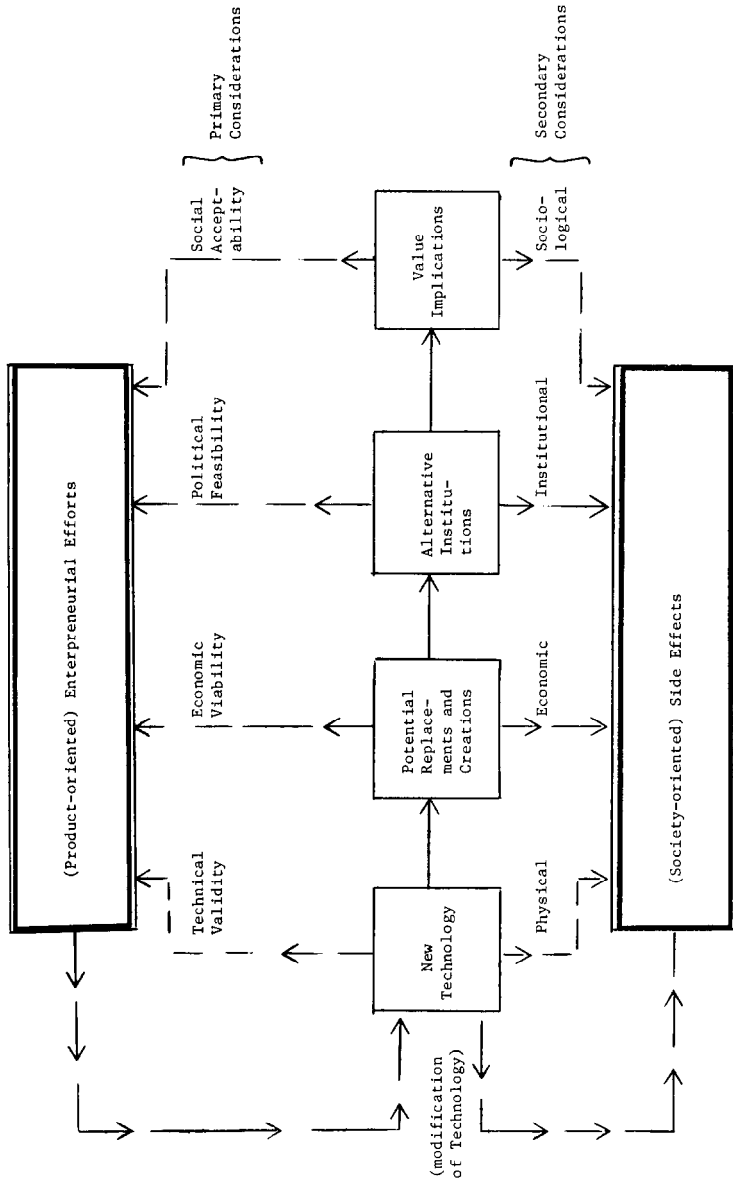 (Product-oriented) Enterpreneurial Efforts
Technical
Validity
Economic
Viability
Political
Feasibility
Social
Accept-
ability
Primary
Considerations
New
Technology
Potential
Replace-
ments and
Creations
Alternative
Institu-
tions
Value
Implications
(modification
of Technology)
Physical
Economic
Institutional
Socio-
logical
Secondary
Considerations
(Society-oriented) Side Effects